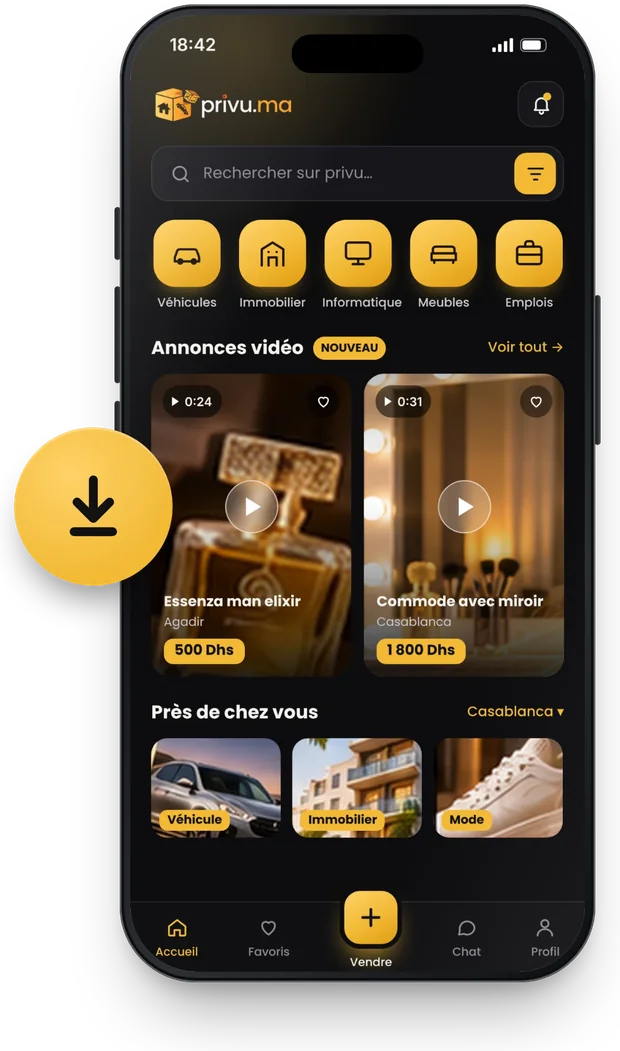 18:42
privu.ma
Rechercher sur privu...
Véhicules Immobilier Informatique Meubles Emplois
Annonces vidéo NOUVEAU Voir tout →
0:24 0:31
Essenza man elixir Commode avec miroir
Agadir Casablanca
500 Dhs 1 800 Dhs
Près de chez vous Casablanca ▾
Véhicule Immobilier Mode
Accueil Favoris Vendre Chat Profil